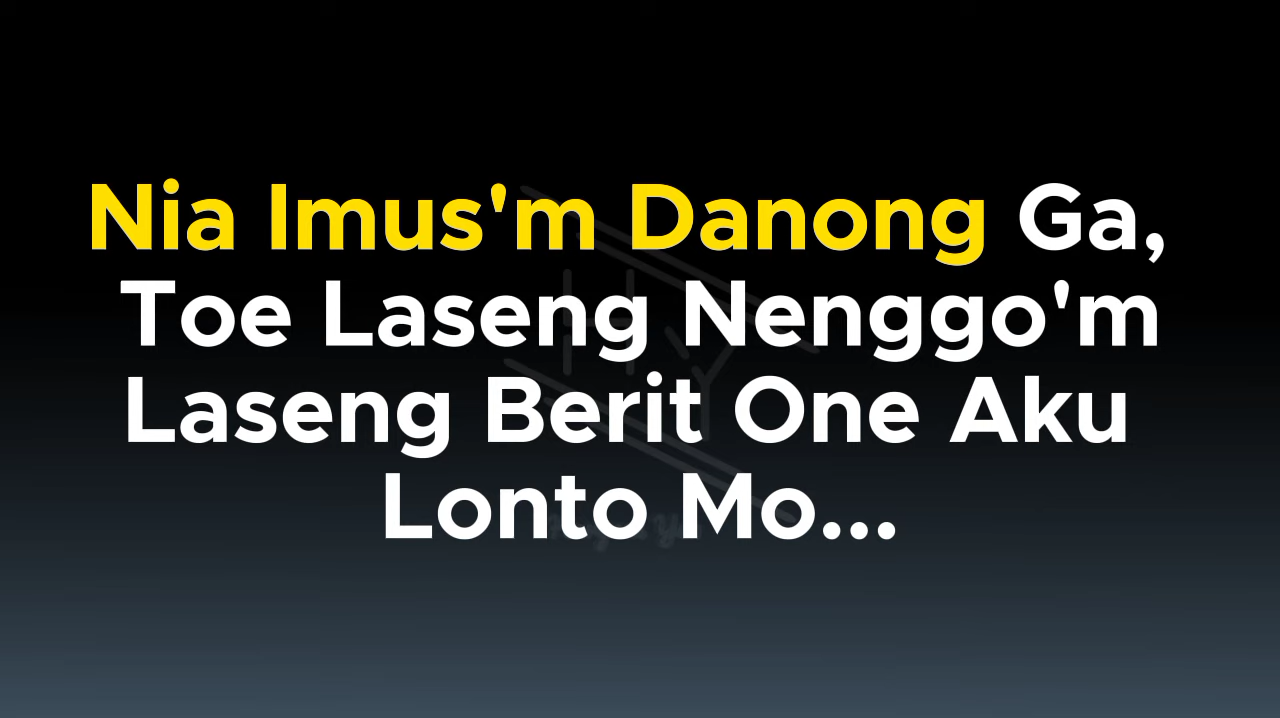 Nia Imus'm Danong Ga,
Toe Laseng Nenggo'm
Laseng Berit One Aku
Lonto Mo...